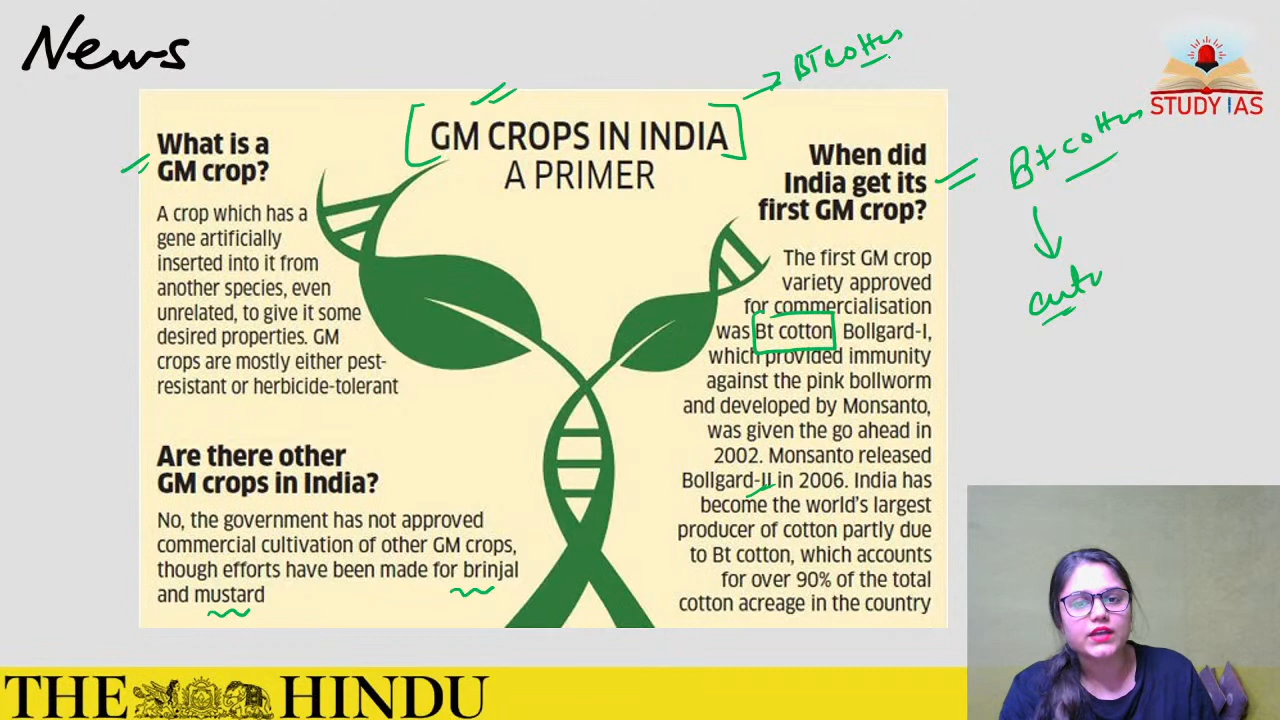 News
BT cotton
STUDY IAS
GM CROPS IN INDIA
A PRIMER
What is a
GM crop?
A crop which has a
gene artificially
inserted into it from
another species, even
unrelated, to give it some
desired properties. GM
crops are mostly either pest-
resistant or herbicide-tolerant
Are there other
GM crops in India?
No, the government has not approved
commercial cultivation of other GM crops,
though efforts have been made for brinjal
and mustard
When did
India get its
first GM crop?
The first GM crop
variety approved
for commercialisation
was Bt cotton Bollgard-I,
which provided immunity
against the pink bollworm
and developed by Monsanto,
was given the go ahead in
2002. Monsanto released
Bollgard-II in 2006. India has
become the world's largest
producer of cotton partly due
to Bt cotton, which accounts
for over 90% of the total
cotton acreage in the country
Bt cotton
THE HINDU